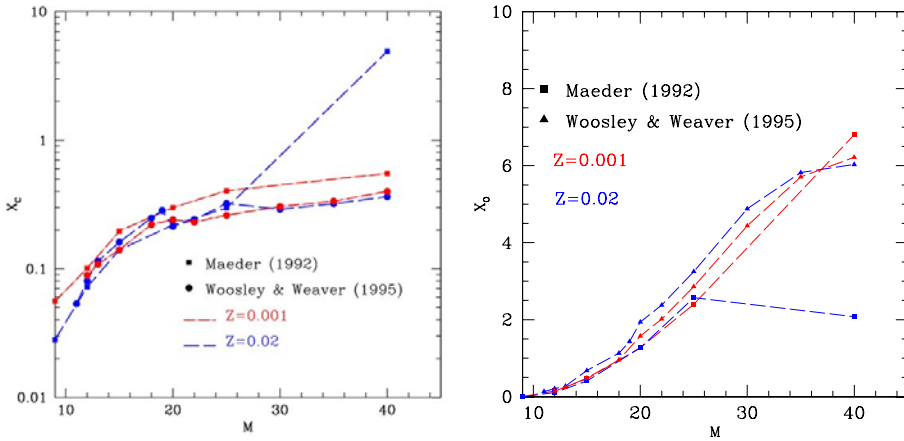 10
1
0.1
0.01
X_c
Maeder (1992)
Woosley & Weaver (1995)
Z=0.001
Z=0.02
10 20 30 40
M
10
8
6
4
2
0
X_o
Maeder (1992)
Woosley & Weaver (1995)
Z=0.001
Z=0.02
10 20 30 40
M